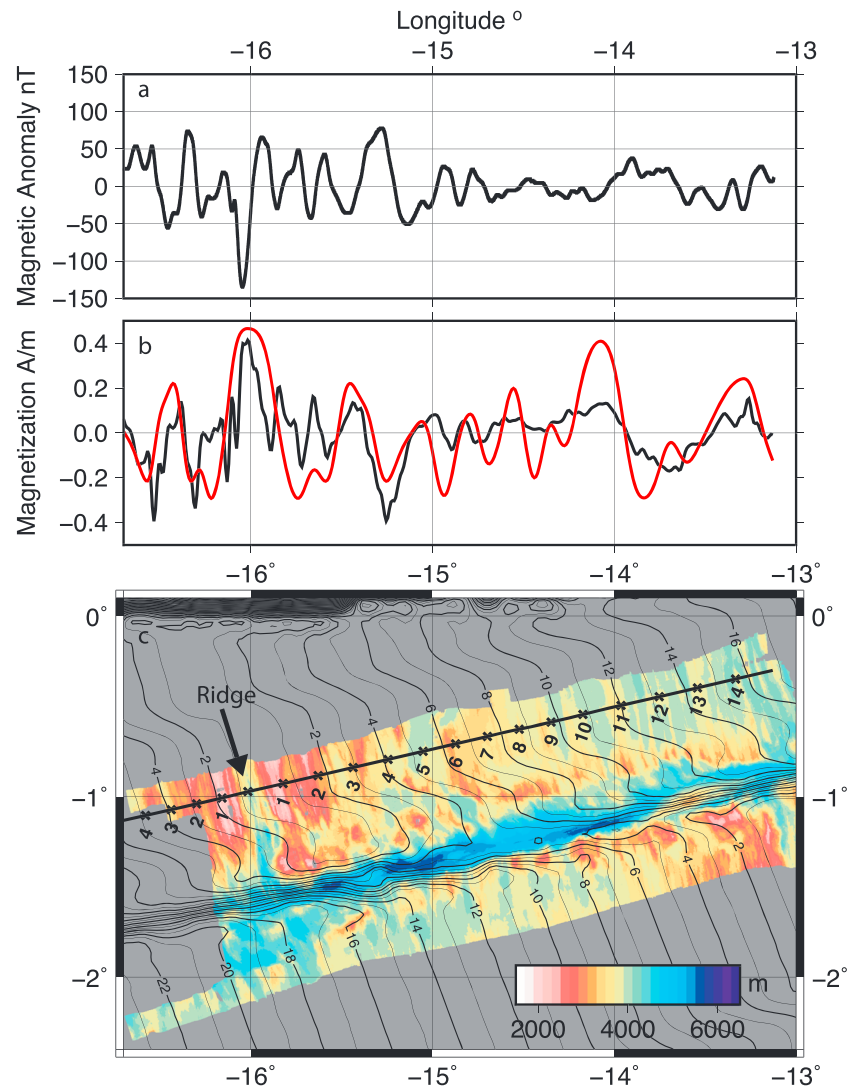 Longitude °
−16 −15 −14 −13
Magnetic Anomaly nT
150
100
50
0
−50
−100
−150
a
Magnetization A/m
0.4
0.2
0.0
−0.2
−0.4
b
−16° −15° −14° −13°
0° 0°
−1° −1°
−2° −2°
c
Ridge
4 3 2 1 1 2 3 4 5 6 7 8 9 10 11 12 13 14
4 2 2 4 6 8 10 12 14 16
0
22 20 18 16 14 12 10 8 6 4 2
m
2000 4000 6000
−16° −15° −14° −13°